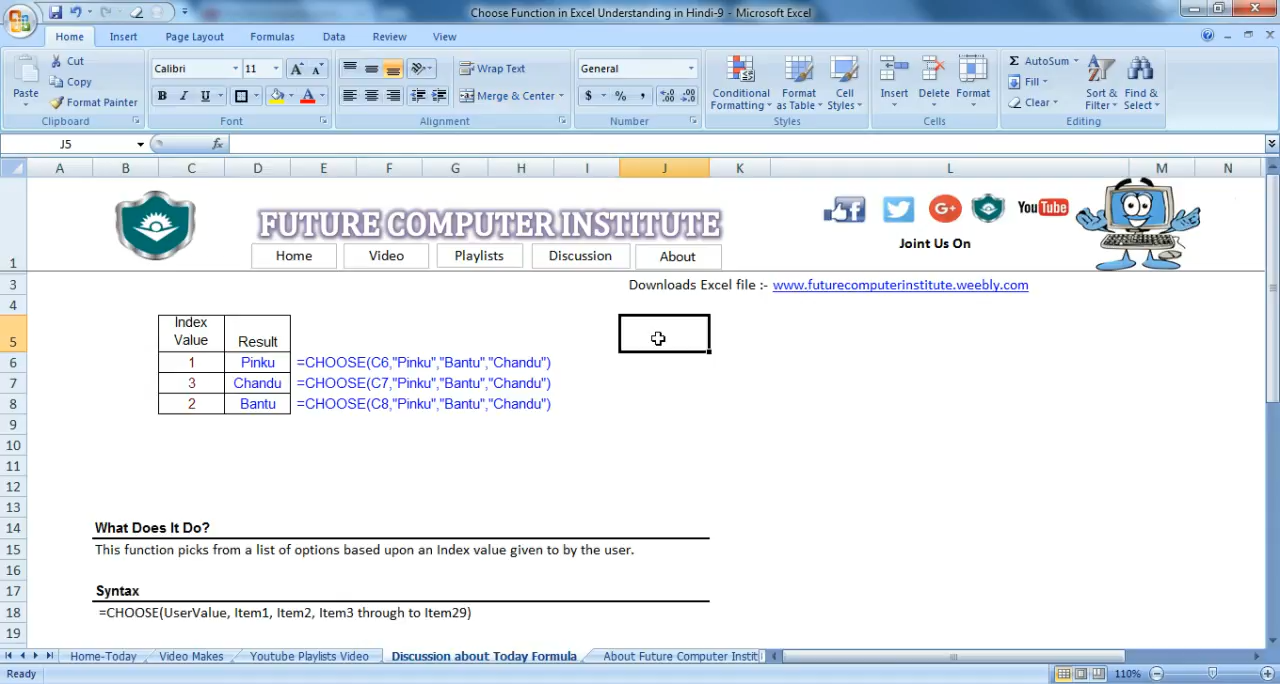 Choose Function in Excel Understanding in Hindi-9 - Microsoft Excel
Home Insert Page Layout Formulas Data Review View
Paste Cut Copy Format Painter
Calibri 11 A A B I U A
Wrap Text Merge & Center
General $ % , .0 .00 .00 .0
Conditional Formatting Format as Table Cell Styles
Insert Delete Format
Σ AutoSum Fill Clear
Sort & Filter Find & Select
Clipboard Font Alignment Number Styles Cells Editing
J5 fx
A B C D E F G H I J K L M N
FUTURE COMPUTER INSTITUTE
f G+ YouTube
Joint Us On
Home Video Playlists Discussion About
1
3 Downloads Excel file :- www.futurecomputerinstitute.weebly.com
4
5 Index Value Result
6 1 Pinku =CHOOSE(C6,"Pinku","Bantu","Chandu")
7 3 Chandu =CHOOSE(C7,"Pinku","Bantu","Chandu")
8 2 Bantu =CHOOSE(C8,"Pinku","Bantu","Chandu")
9
10
11
12
13
14 What Does It Do?
15 This function picks from a list of options based upon an Index value given to by the user.
16
17 Syntax
18 =CHOOSE(UserValue, Item1, Item2, Item3 through to Item29)
19
Home-Today Video Makes Youtube Playlists Video Discussion about Today Formula About Future Computer Instit
Ready 110%